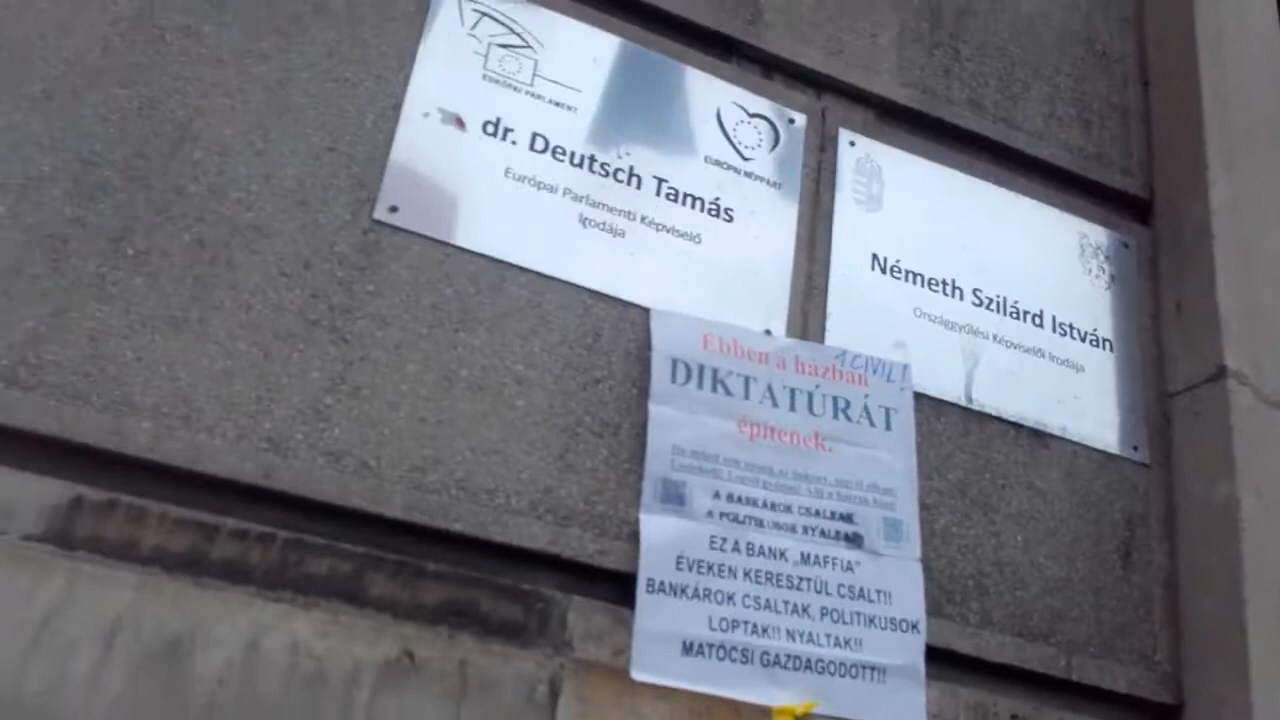 EURÓPAI PARLAMENT
EURÓPAI NÉPPÁRT
dr. Deutsch Tamás
Európai Parlamenti Képviselő
Irodája
Németh Szilárd István
Országgyűlési Képviselői Irodája
1 CIVIL!
Ebben a házban
DIKTATÚRÁT
építenek.
A BANKÁROK CSALTAK
A POLITIKUSOK NYALTAK
EZ A BANK „MAFFIA”
ÉVEKEN KERESZTÜL CSALT!!
BANKÁROK CSALTAK, POLITIKUSOK
LOPTAK!! NYALTAK!!
MATÓCSI GAZDAGODOTT!!